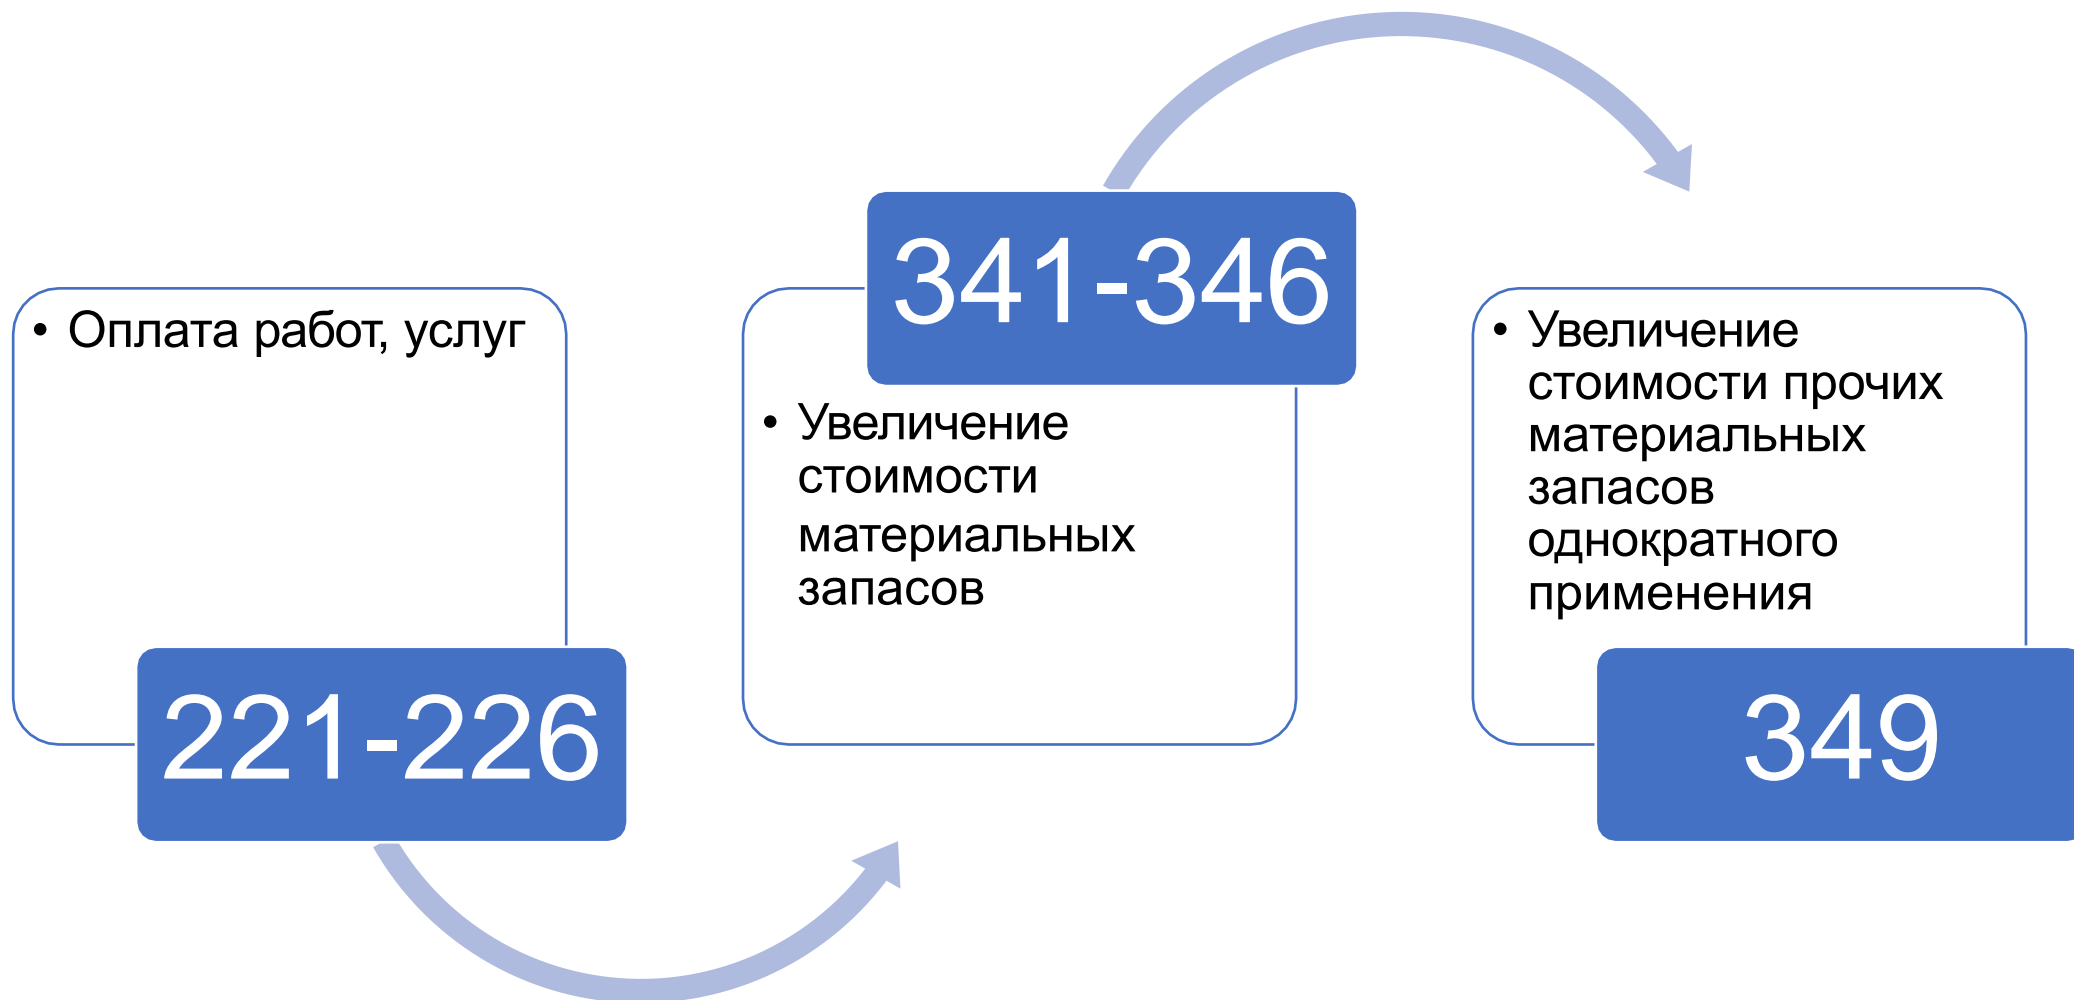 • Оплата работ, услуг
221-226
341-346
• Увеличение
стоимости
материальных
запасов
• Увеличение
стоимости прочих
материальных
запасов
однократного
применения
349